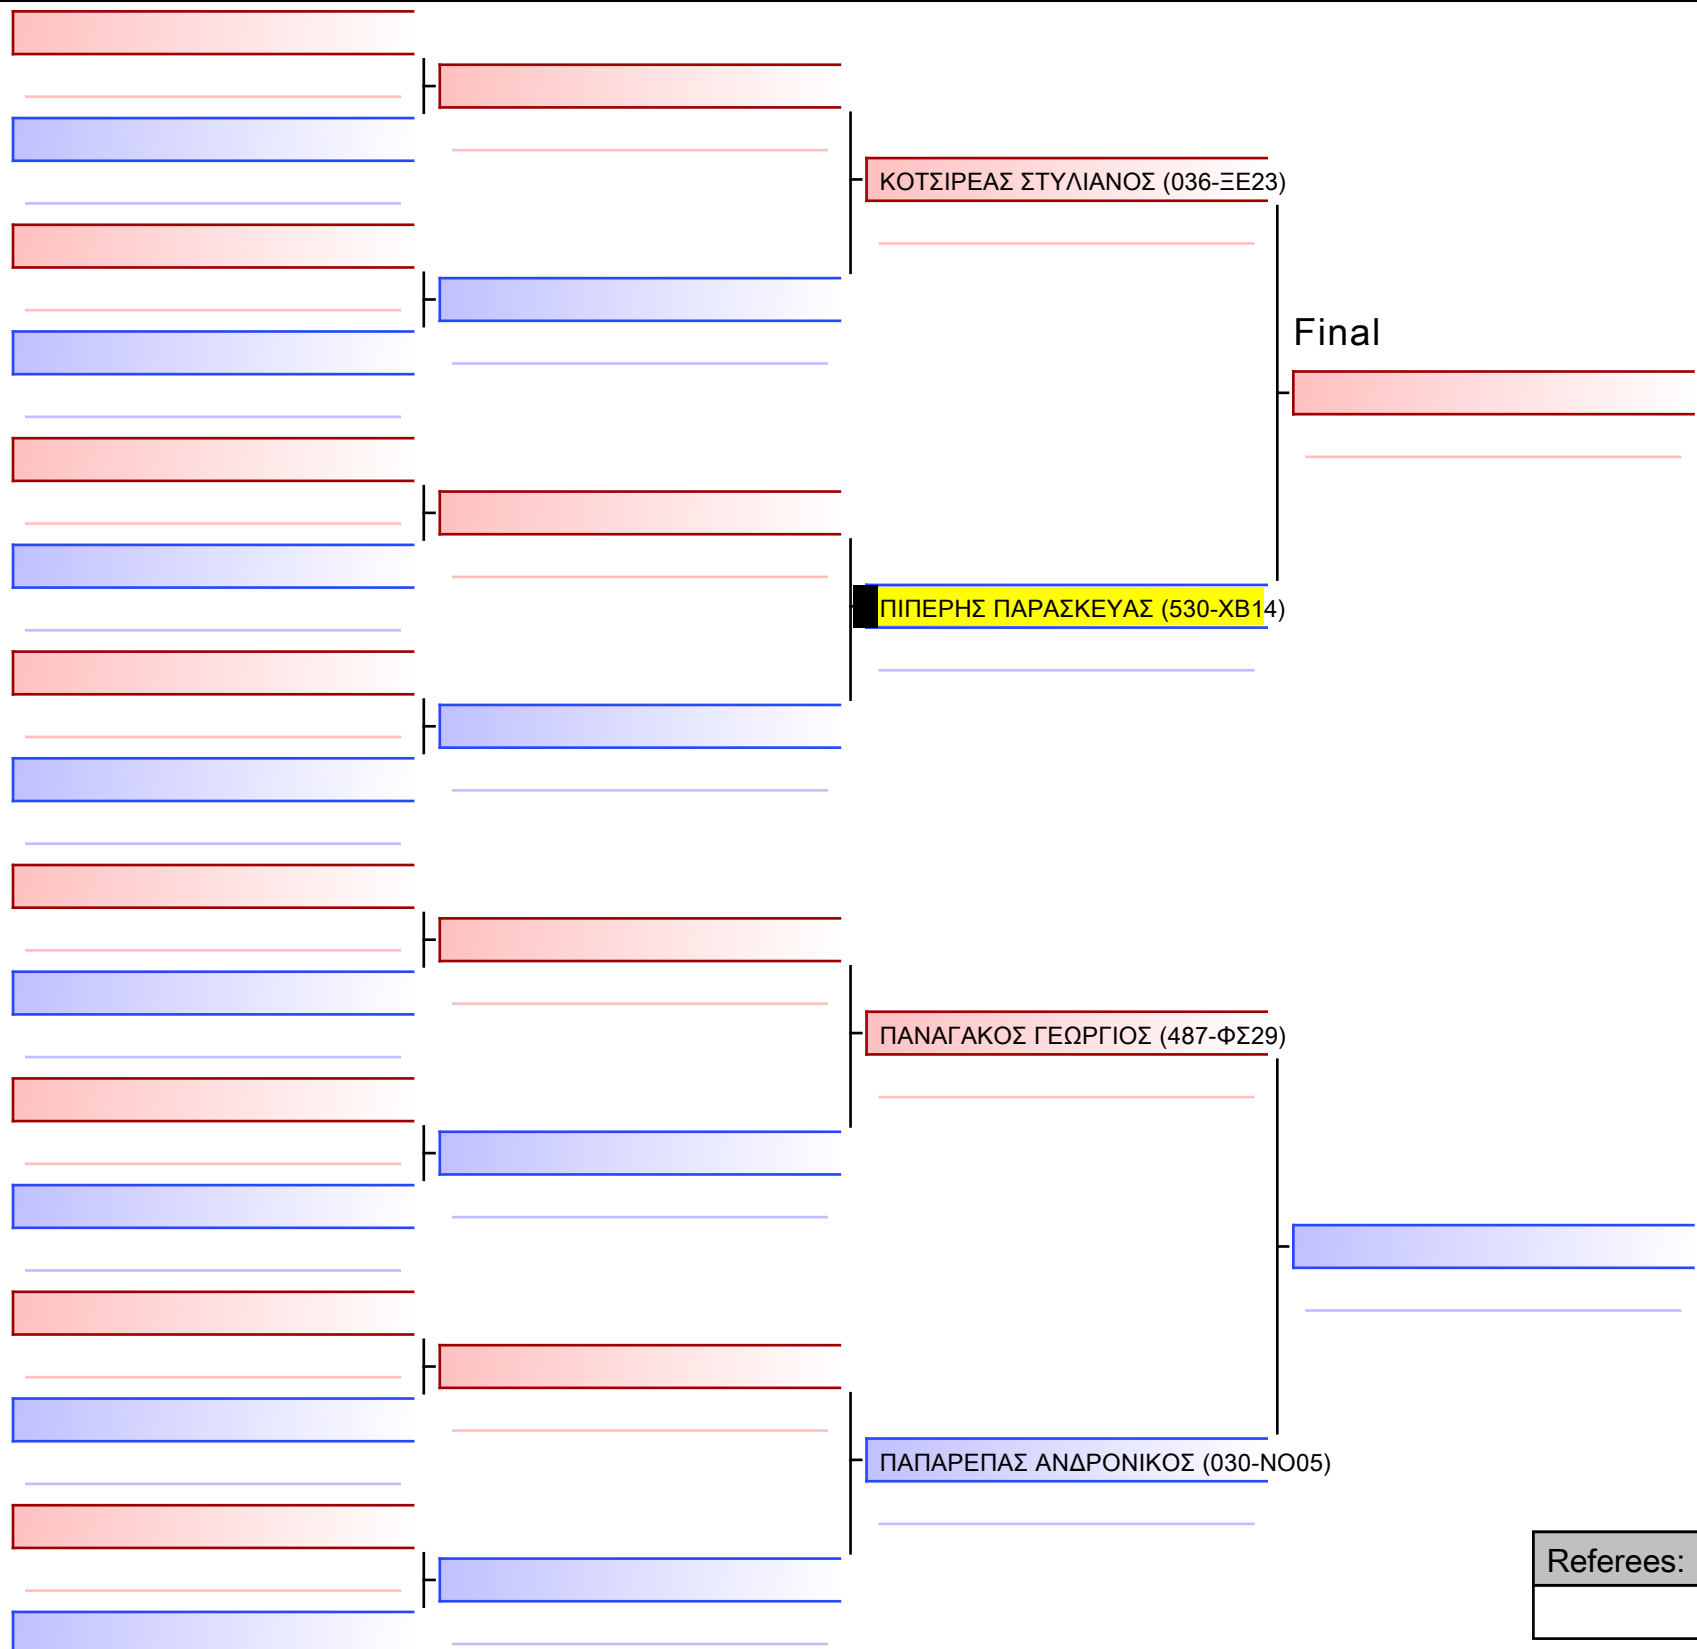 ΚΟΤΣΙΡΕΑΣ ΣΤΥΛΙΑΝΟΣ (036-ΞΕ23)
Final
ΠΙΠΕΡΗΣ ΠΑΡΑΣΚΕΥΑΣ (530-ΧΒ14)
ΠΑΝΑΓΑΚΟΣ ΓΕΩΡΓΙΟΣ (487-ΦΣ29)
ΠΑΠΑΡΕΠΑΣ ΑΝΔΡΟΝΙΚΟΣ (030-ΝΟ05)
Referees: